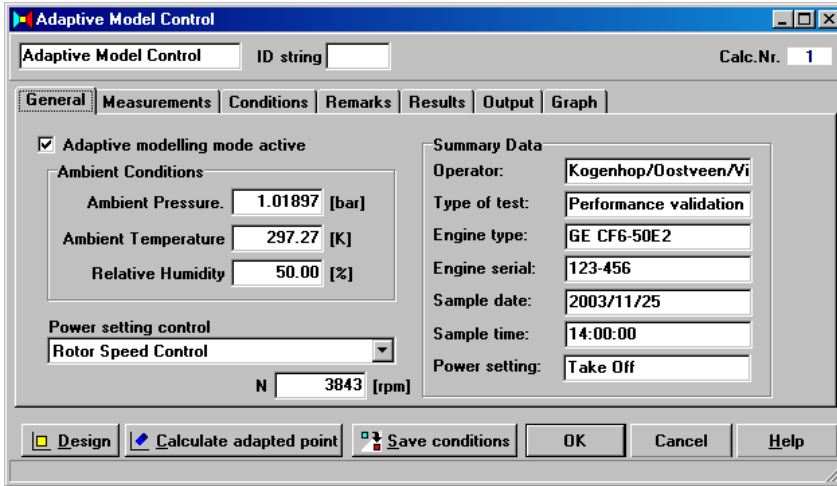 Adaptive Model Control
Adaptive Model Control ID string Calc.Nr. 1
General Measurements Conditions Remarks Results Output Graph
Adaptive modelling mode active
Ambient Conditions
Ambient Pressure. 1.01897 [bar]
Ambient Temperature 297.27 [K]
Relative Humidity 50.00 [%]
Power setting control
Rotor Speed Control
N 3843 [rpm]
Summary Data
Operator: Kogenhop/Oostveen/Vi
Type of test: Performance validation
Engine type: GE CF6-50E2
Engine serial: 123-456
Sample date: 2003/11/25
Sample time: 14:00:00
Power setting: Take Off
Design Calculate adapted point Save conditions OK Cancel Help